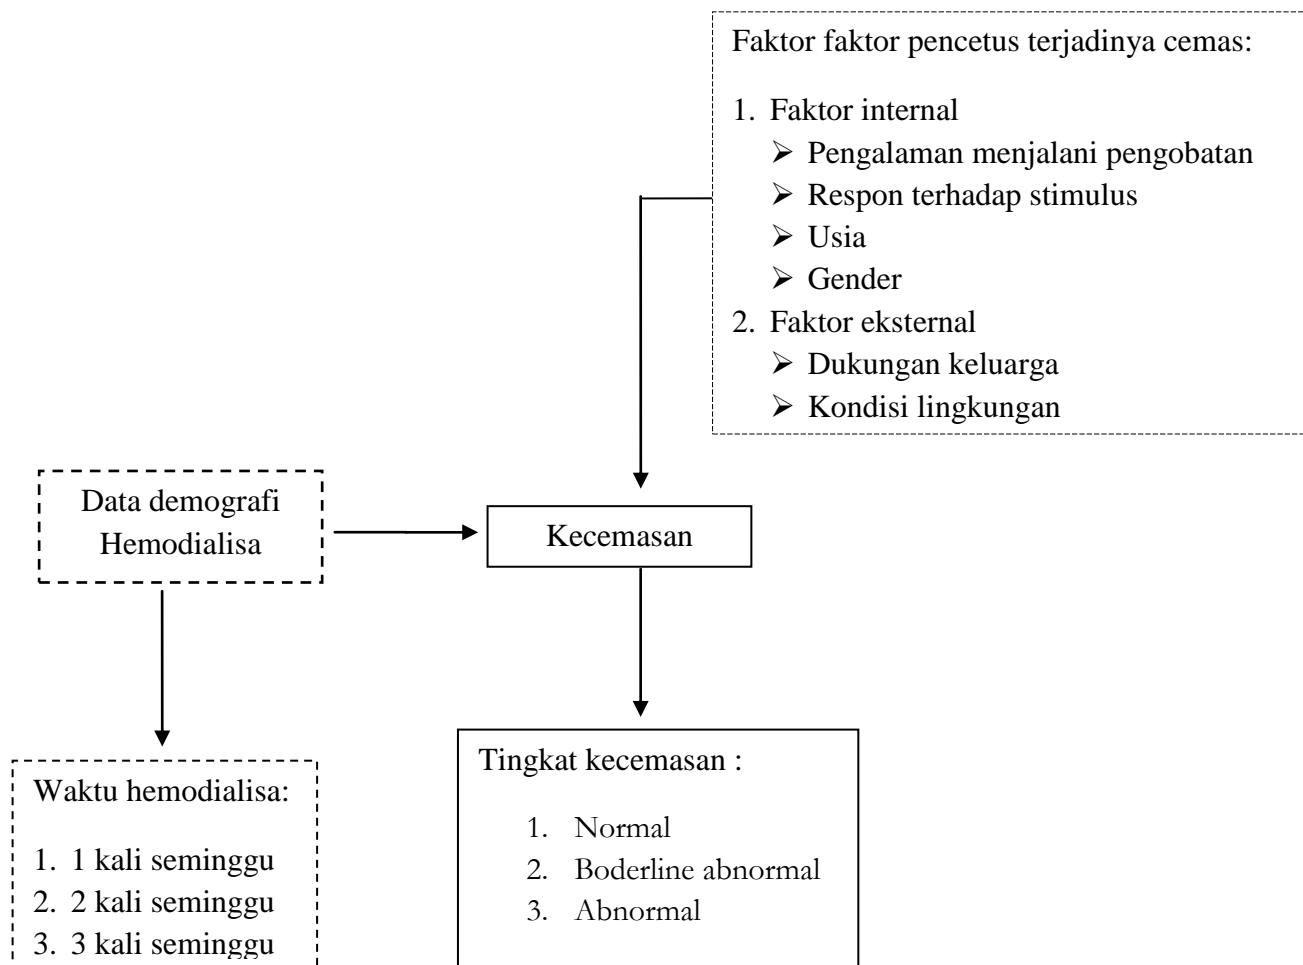 Faktor faktor pencetus terjadinya cemas:
1. Faktor internal
➢ Pengalaman menjalani pengobatan
➢ Respon terhadap stimulus
➢ Usia
➢ Gender
2. Faktor eksternal
➢ Dukungan keluarga
➢ Kondisi lingkungan
Data demografi
Hemodialisa
Kecemasan
Waktu hemodialisa:
1. 1 kali seminggu
2. 2 kali seminggu
3. 3 kali seminggu
Tingkat kecemasan :
1. Normal
2. Boderline abnormal
3. Abnormal